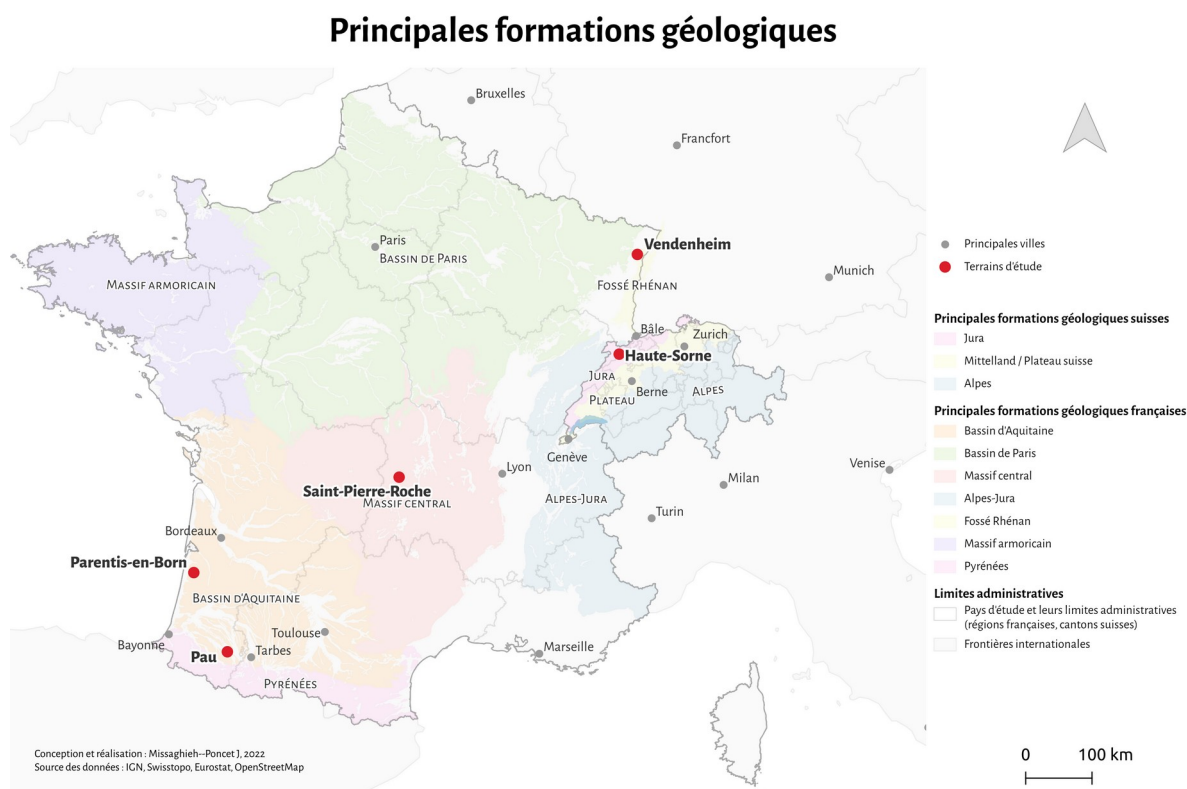 Principales formations géologiques
Bruxelles
Francfort
Paris
BASSIN DE PARIS
Vendenheim
Munich
MASSIF ARMORICAIN
FOSSÉ RHÉNAN
Bâle
Zurich
Haute-Sorne
JURA
Berne
ALPES
PLATEAU
Genève
Lyon
Venise
Milan
Saint-Pierre-Roche
MASSIF CENTRAL
ALPES-JURA
Turin
Bordeaux
Parentis-en-Born
BASSIN D'AQUITAINE
Toulouse
Bayonne
Pau
Tarbes
Marseille
PYRÉNÉES
Conception et réalisation : Missaghieh--Poncet J, 2022
Source des données : IGN, Swisstopo, Eurostat, OpenStreetMap
Principales villes
Terrains d'étude
Principales formations géologiques suisses
Jura
Mittelland / Plateau suisse
Alpes
Principales formations géologiques françaises
Bassin d'Aquitaine
Bassin de Paris
Massif central
Alpes-Jura
Fossé Rhénan
Massif armoricain
Pyrénées
Limites administratives
Pays d'étude et leurs limites administratives
(régions françaises, cantons suisses)
Frontières internationales
0 100 km